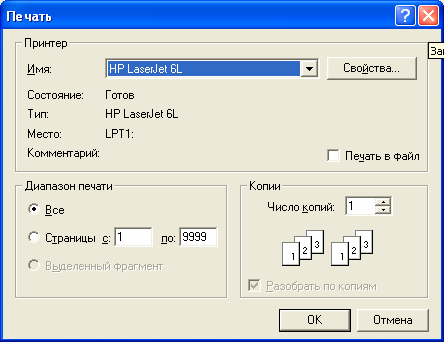 Печать
Принтер
Имя: HP LaserJet 6L Свойства...
Состояние: Готов
Тип: HP LaserJet 6L
Место: LPT1:
Комментарий: Печать в файл
Диапазон печати
Все
Страницы с: 1 по: 9999
Выделенный фрагмент
Копии
Число копий: 1
1 2 3 1 2 3
Разобрать по копиям
OK Отмена